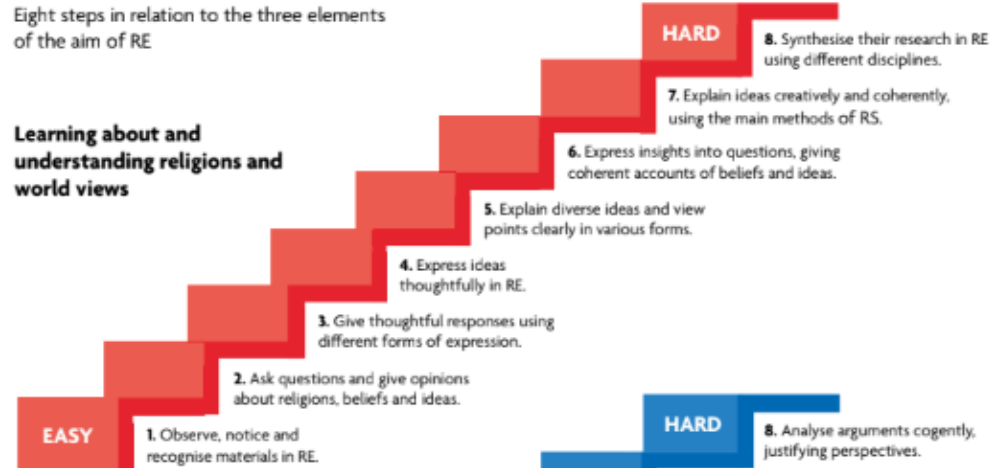 Eight steps in relation to the three elements
of the aim of RE
Learning about and
understanding religions and
world views
HARD
8. Synthesise their research in RE
using different disciplines.
7. Explain ideas creatively and coherently,
using the main methods of RS.
6. Express insights into questions, giving
coherent accounts of beliefs and ideas.
5. Explain diverse ideas and view
points clearly in various forms.
4. Express ideas
thoughtfully in RE.
3. Give thoughtful responses using
different forms of expression.
2. Ask questions and give opinions
about religions, beliefs and ideas.
EASY
1. Observe, notice and
recognise materials in RE.
HARD
8. Analyse arguments cogently,
justifying perspectives.